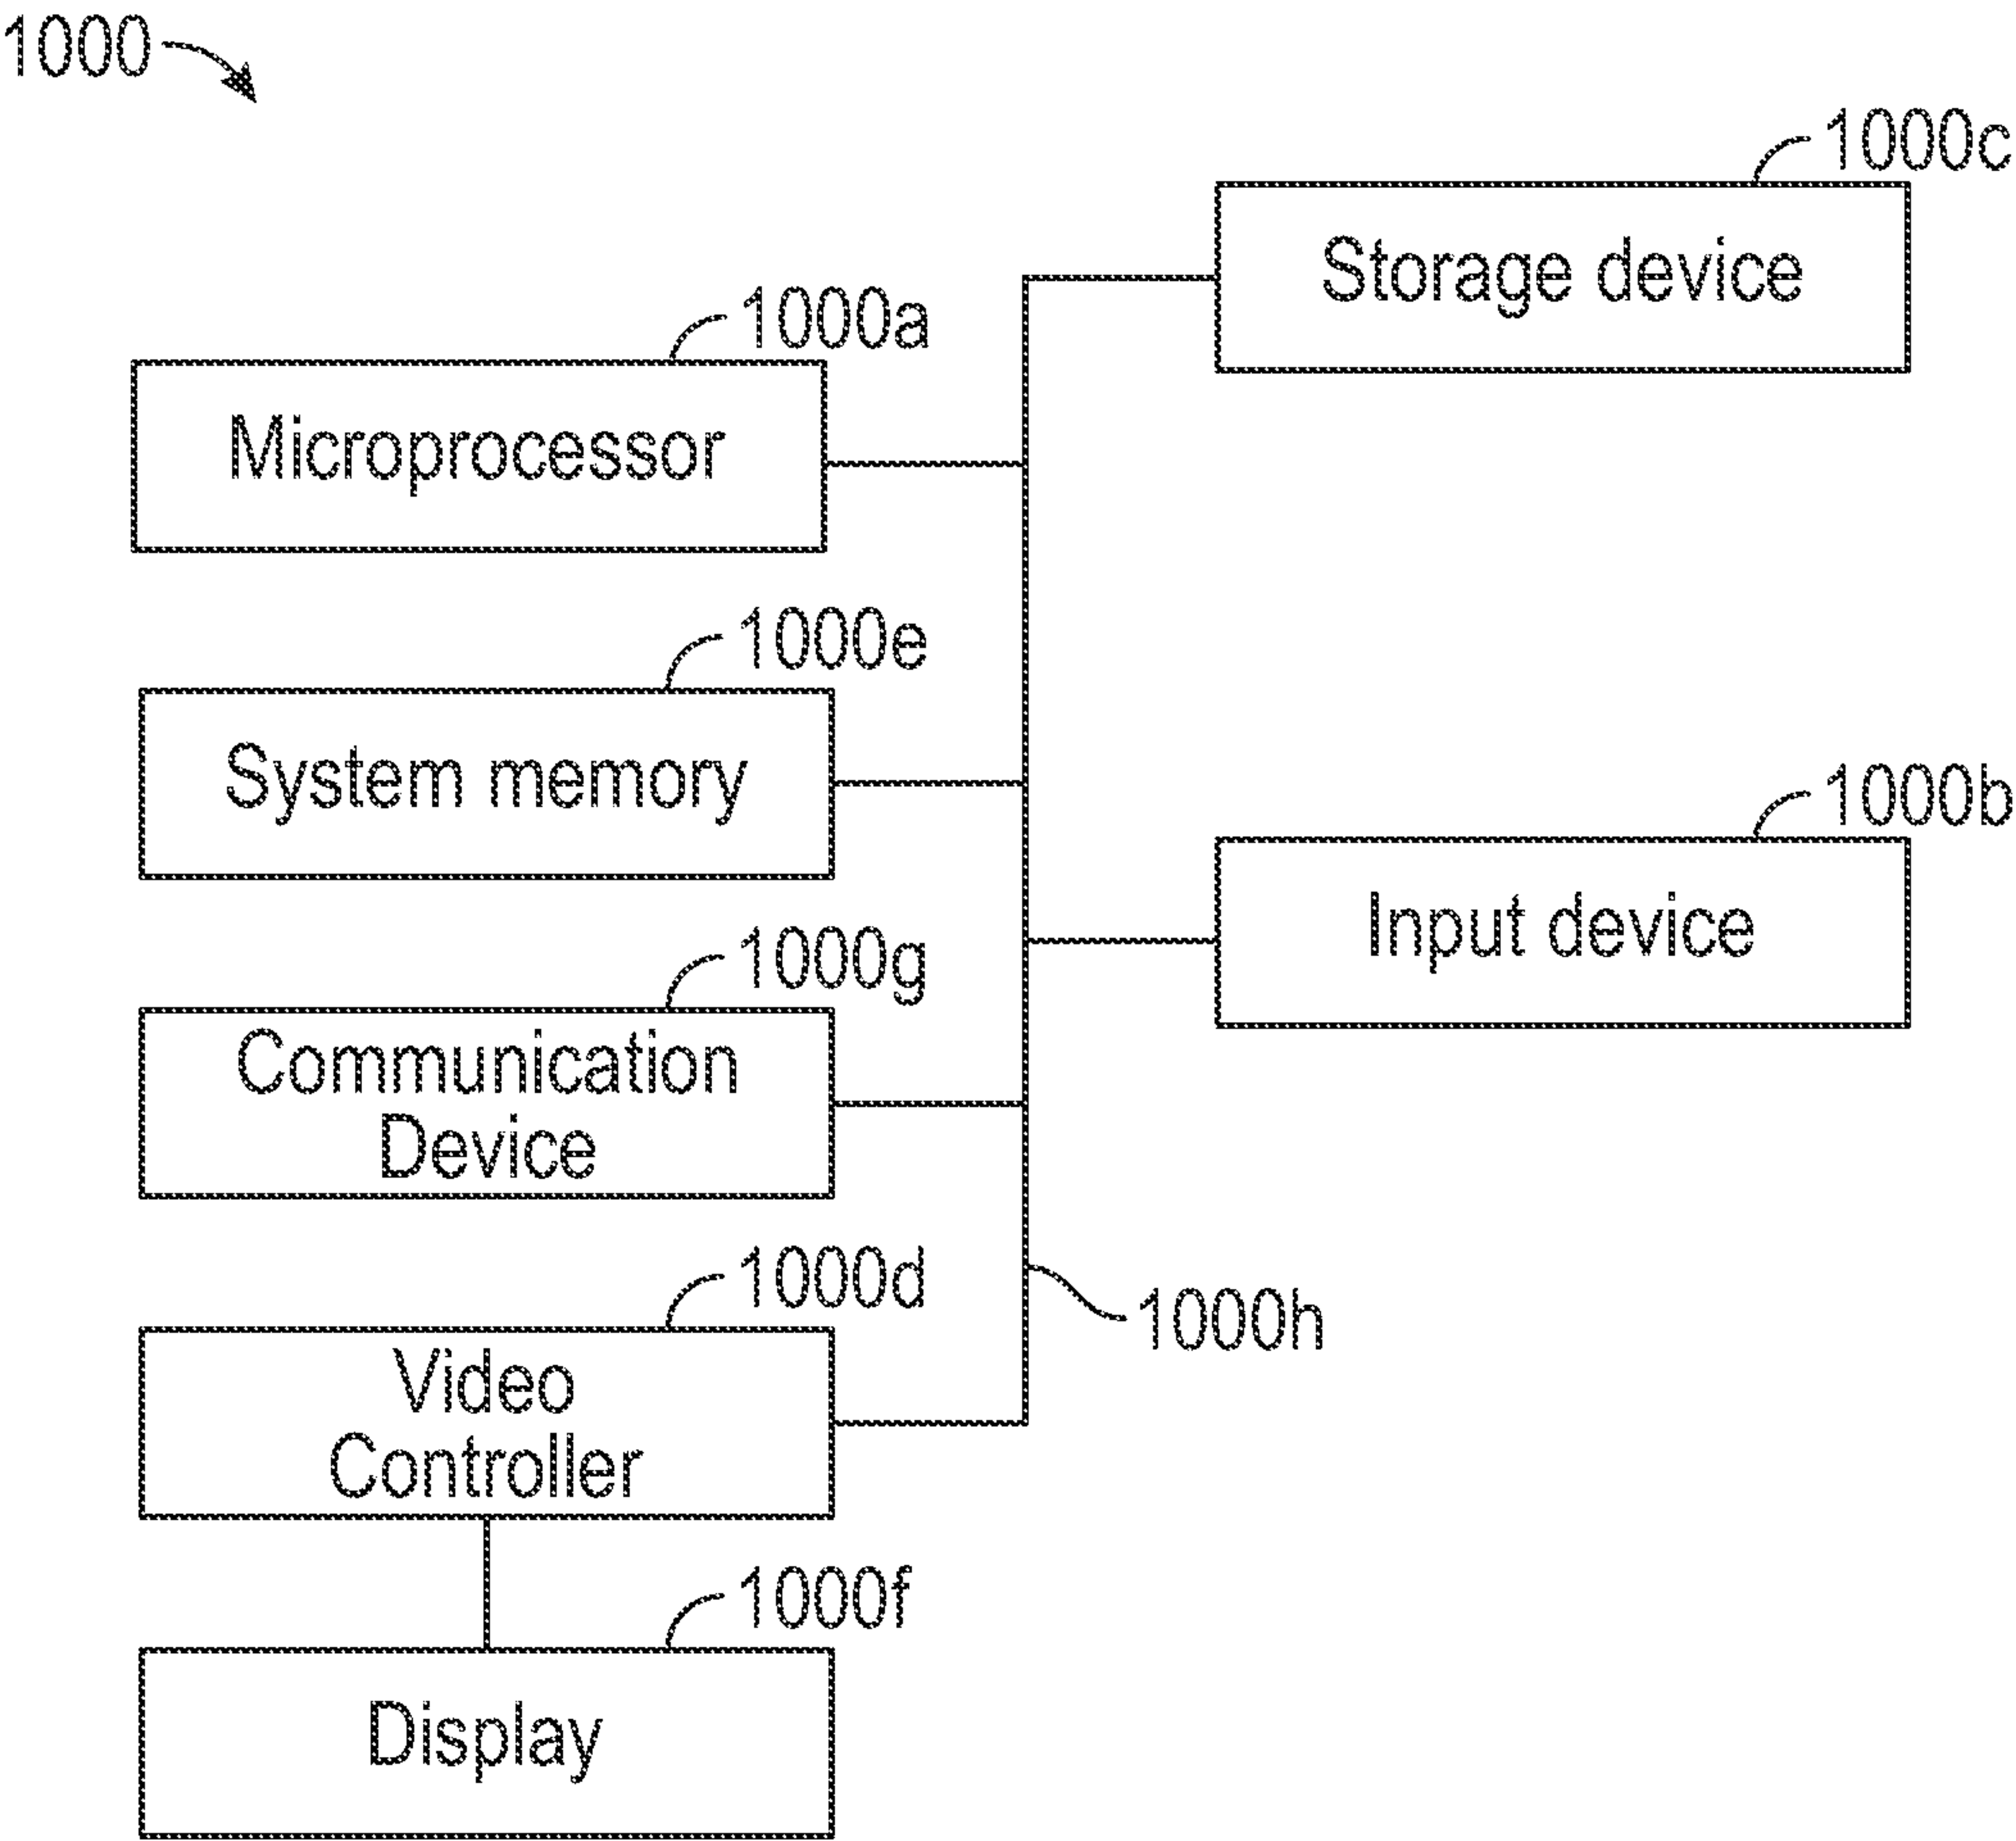 1000
1000c
Storage device
1000a
Microprocessor
1000e
System memory
1000b
Input device
1000g
Communication
Device
1000d
Video
Controller
1000h
1000f
Display